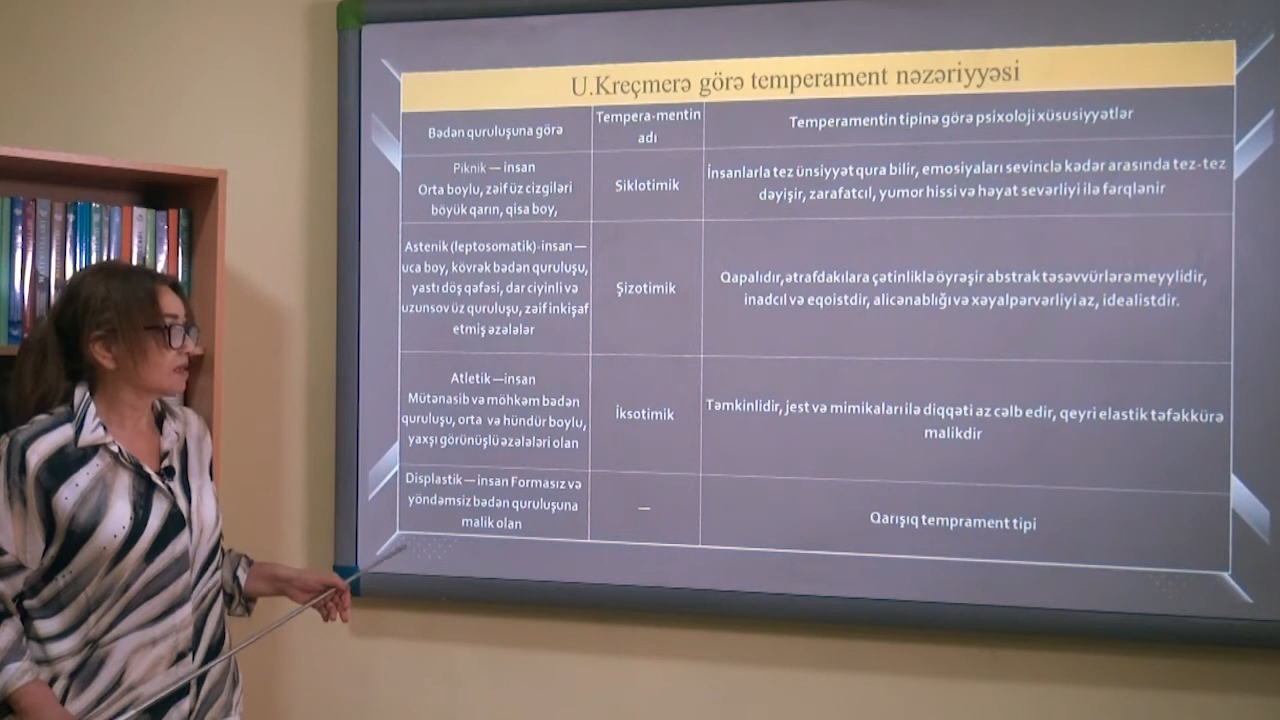 U.Kreçmerə görə temperament nəzəriyyəsi
Bədən quruluşuna görə
Tempera-mentin
adı
Temperamentin tipinə görə psixoloji xüsusiyyətlər
Piknik — insan
Orta boylu, zəif üz cizgiləri
böyük qarın, qisa boy,
Siklotimik
İnsanlarla tez ünsiyyət qura bilir, emosiyaları sevinclə kədər arasında tez-tez
dəyişir, zarafatcıl, yumor hissi və həyat sevərliyi ilə fərqlənir
Astenik (leptosomatik)-insan —
uca boy, kövrək bədən quruluşu,
yastı döş qəfəsi, dar ciyinli və
uzunsov üz quruluşu, zəif inkişaf
etmiş əzələlər
Şizotimik
Qapalıdır, ətrafdakılara çətinliklə öyrəşir abstrak təsəvvürlərə meyylidir,
inadcıl və eqoistdir, alicənablığı və xəyalpərvərliyi az, idealistdir.
Atletik —insan
Mütənasib və möhkəm bədən
quruluşu, orta və hündür boylu,
yaxşı görünüşlü əzələləri olan
İksotimik
Təmkinlidir, jest və mimikaları ilə diqqəti az cəlb edir, qeyri elastik təfəkkürə
malikdir
Displastik — insan Formasız və
yöndəmsiz bədən quruluşuna
malik olan
—
Qarışıq temprament tipi